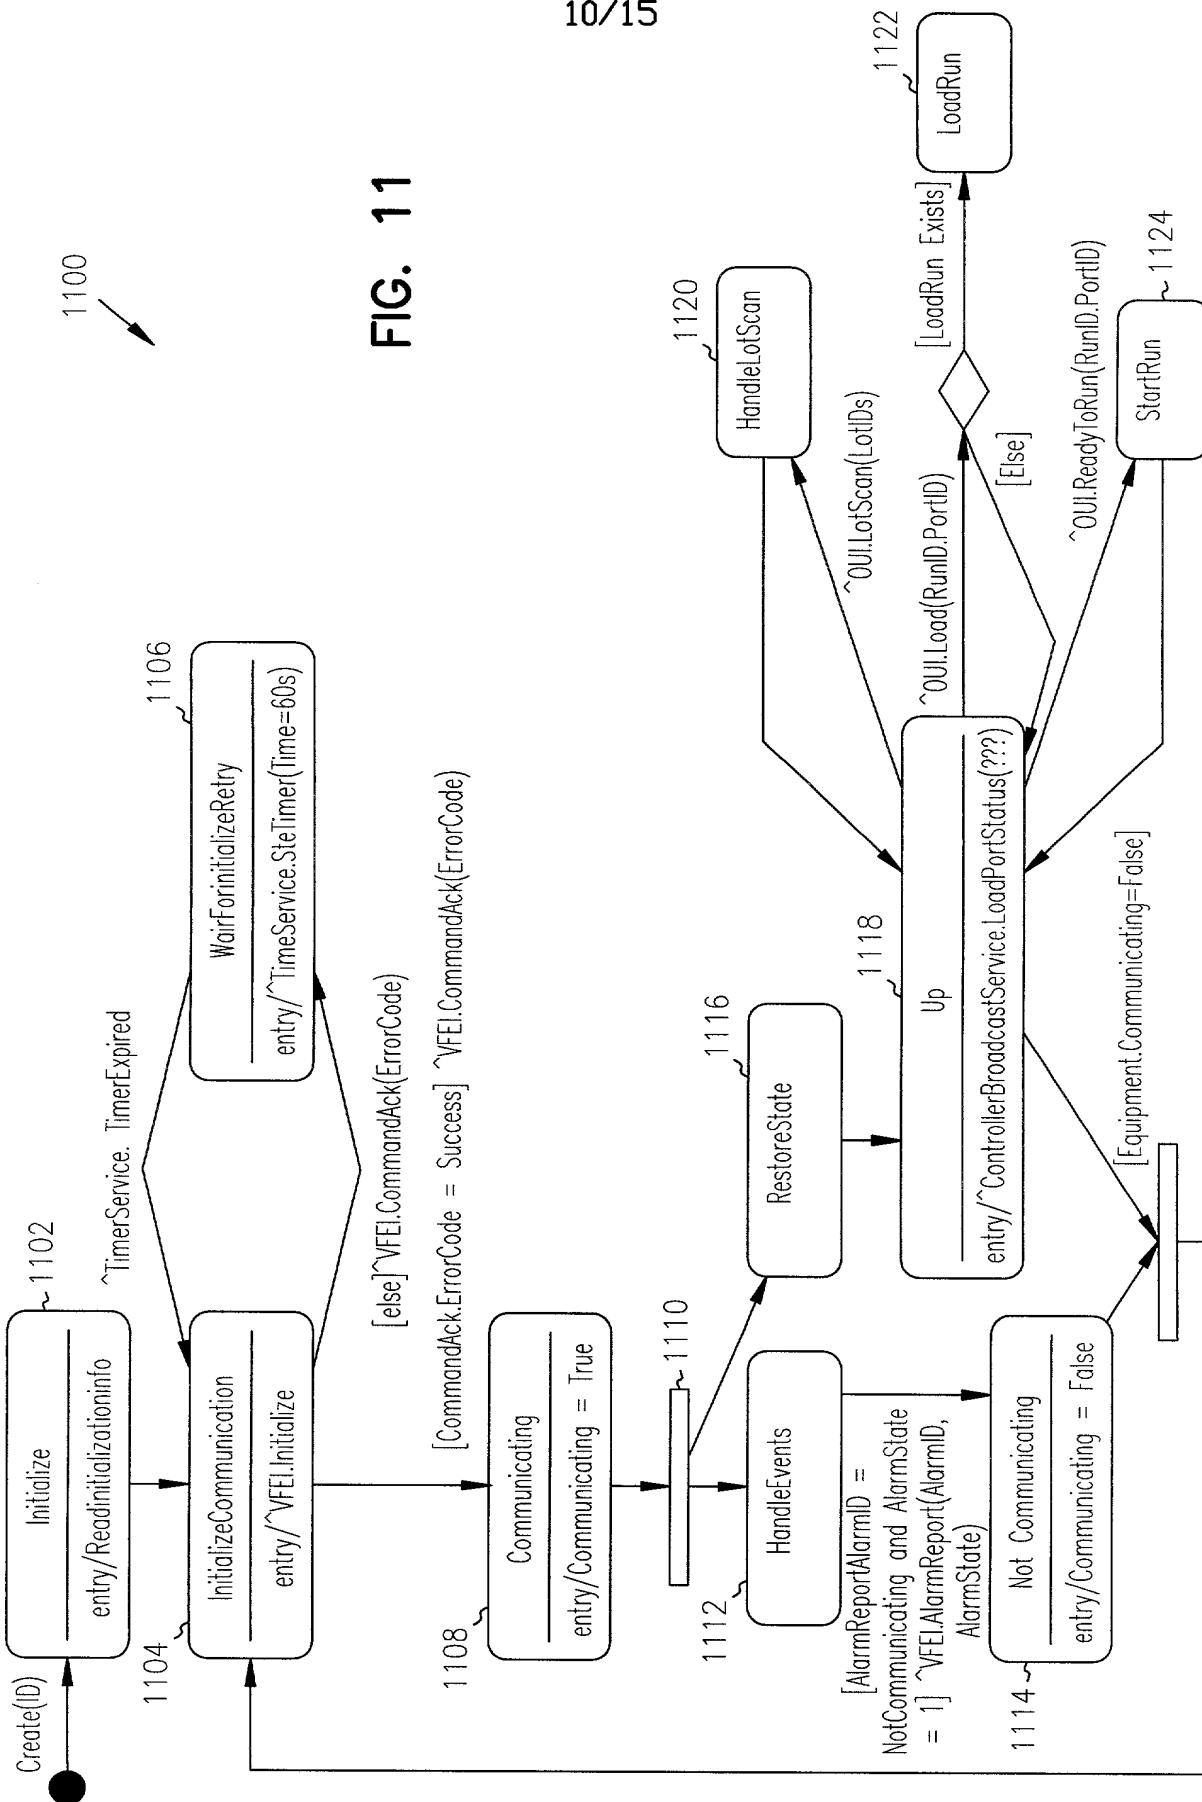 10/15
1100
FIG. 11
Create(ID)
Initialize
entry/Readinitializationinfo
1102
^TimerService. TimerExpired
InitializeCommunication
entry/^VFEI.Initialize
1104
WairForinitializeRetry
entry/^TimeService.SteTimer(Time=60s)
1106
[else]^VFEI.CommandAck(ErrorCode)
[CommandAck.ErrorCode = Success] ^VFEI.CommandAck(ErrorCode)
Communicating
entry/Communicating = True
1108
1110
HandleEvents
1112
RestoreState
1116
[AlarmReportAlarmID =
NotCommunicating and AlarmState
= 1] ^VFEI.AlarmReport(AlarmID,
AlarmState)
Not Communicating
entry/Communicating = False
1114
Up
entry/^ControllerBroadcastService.LoadPortStatus(???)
1118
[Equipment.Communicating=False]
^OUI.LotScan(LotIDs)
HandleLotScan
1120
^OUI.Load(RunID.PortID)
[LoadRun Exists]
[Else]
LoadRun
1122
^OUI.ReadyToRun(RunID.PortID)
StartRun
1124